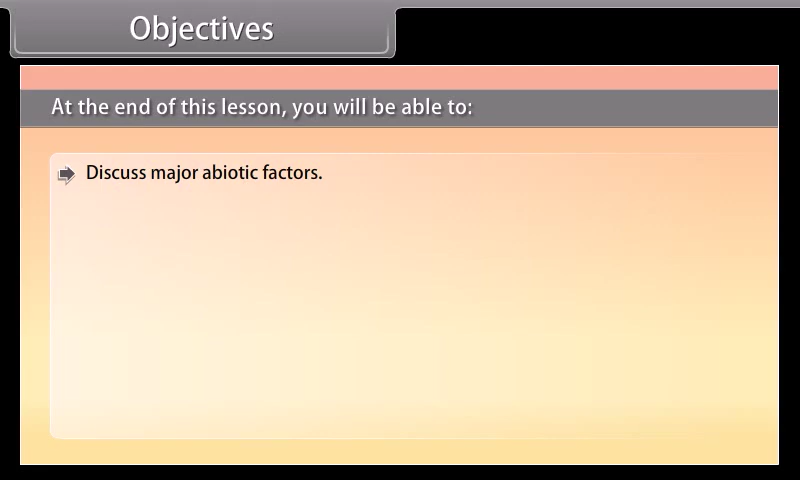 Objectives
At the end of this lesson, you will be able to:
Discuss major abiotic factors.